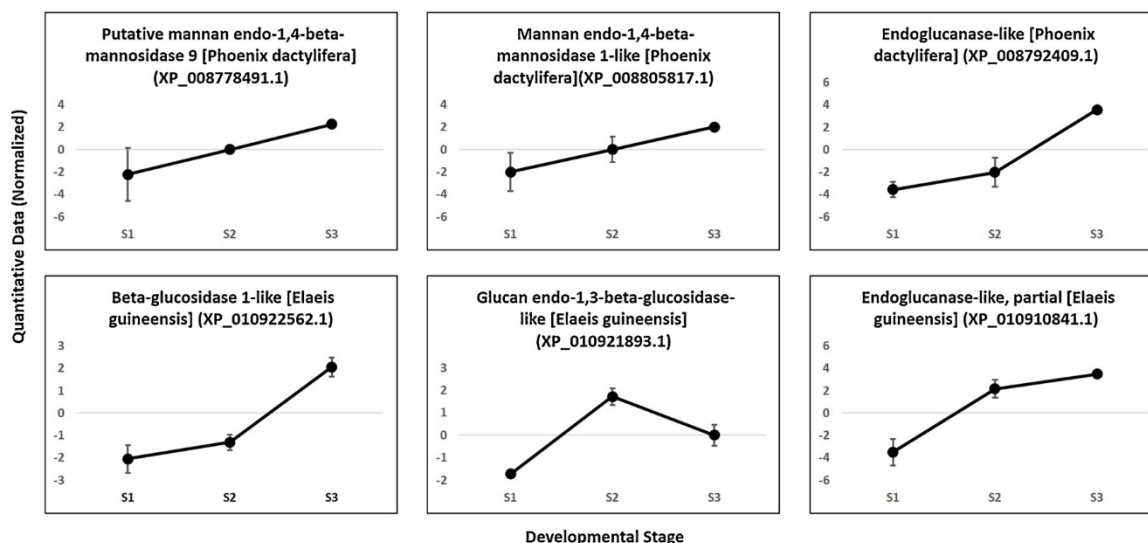 Quantitative Data (Normalized)
Putative mannan endo-1,4-beta-
mannosidase 9 [Phoenix dactylifera]
(XP_008778491.1)
4
2
0
-2
-4
-6
S1 S2 S3
Mannan endo-1,4-beta-
mannosidase 1-like [Phoenix
dactylifera](XP_008805817.1)
4
2
0
-2
-4
-6
S1 S2 S3
Endoglucanase-like [Phoenix
dactylifera] (XP_008792409.1)
6
4
2
0
-2
-4
-6
S1 S2 S3
Beta-glucosidase 1-like [Elaeis
guineensis] (XP_010922562.1)
3
2
1
0
-1
-2
-3
S1 S2 S3
Glucan endo-1,3-beta-glucosidase-
like [Elaeis guineensis]
(XP_010921893.1)
3
2
1
0
-1
-2
S1 S2 S3
Endoglucanase-like, partial [Elaeis
guineensis] (XP_010910841.1)
6
4
2
0
-2
-4
-6
S1 S2 S3
Developmental Stage